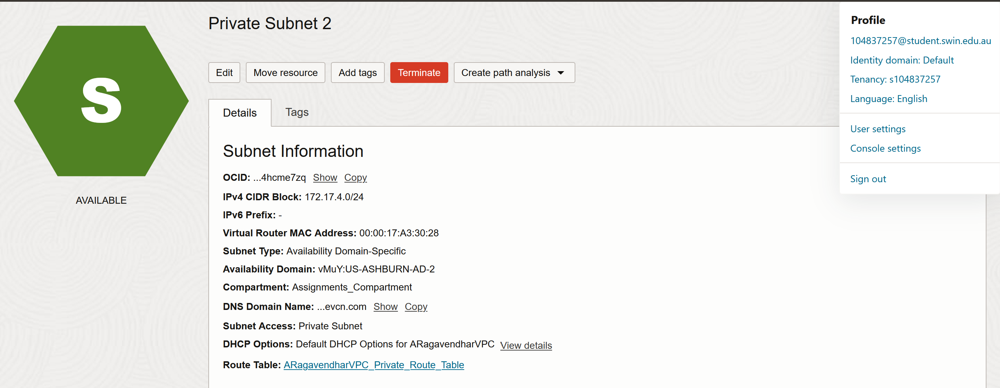 Private Subnet 2
Edit Move resource Add tags Terminate Create path analysis
Details Tags
s
AVAILABLE
Subnet Information
OCID: ...4hcme7zq Show Copy
IPv4 CIDR Block: 172.17.4.0/24
IPv6 Prefix: -
Virtual Router MAC Address: 00:00:17:A3:30:28
Subnet Type: Availability Domain-Specific
Availability Domain: vMuY:US-ASHBURN-AD-2
Compartment: Assignments_Compartment
DNS Domain Name: ...evcn.com Show Copy
Subnet Access: Private Subnet
DHCP Options: Default DHCP Options for ARagavendharVPC View details
Route Table: ARagavendharVPC_Private_Route_Table
Profile
104837257@student.swin.edu.au
Identity domain: Default
Tenancy: s104837257
Language: English
User settings
Console settings
Sign out